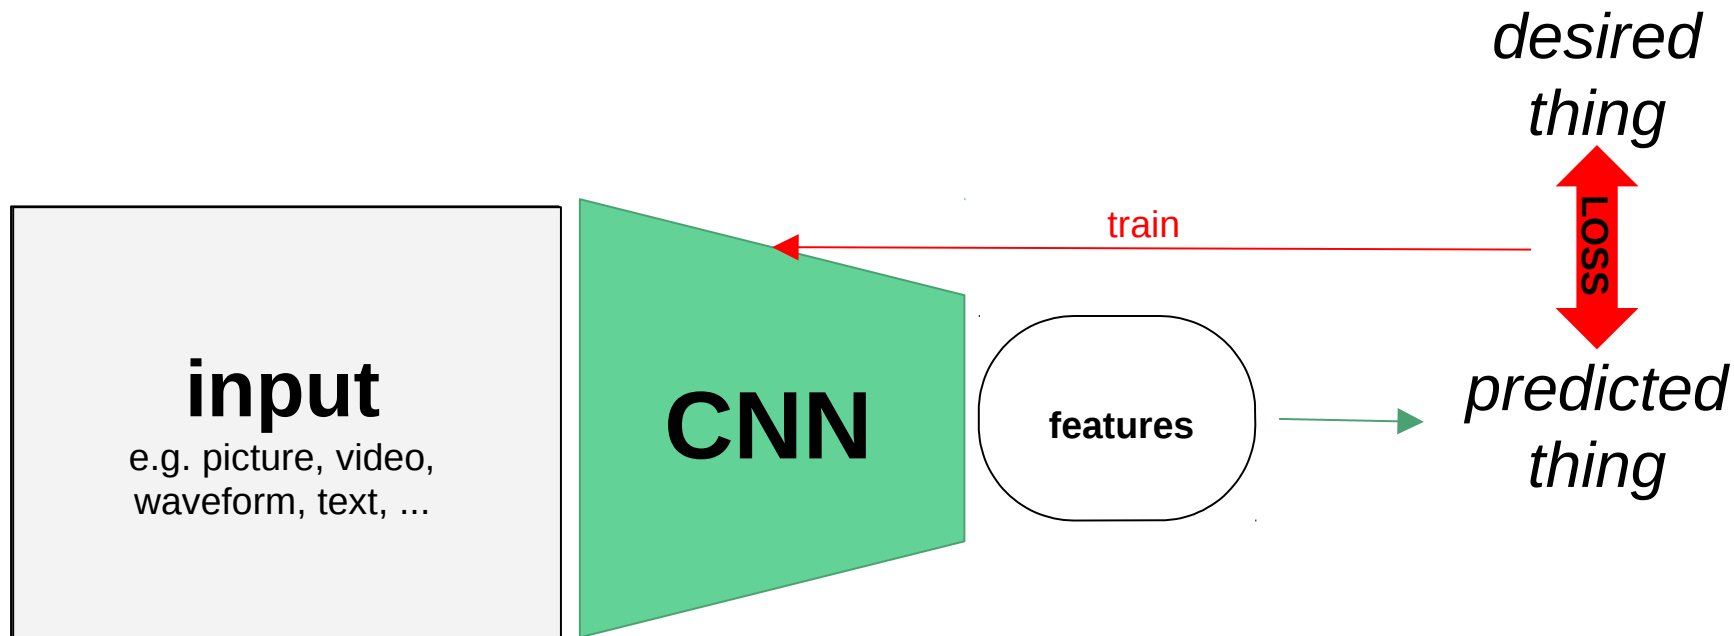 desired
thing
train
LOSS
input
e.g. picture, video,
waveform, text, ...
CNN
features
predicted
thing